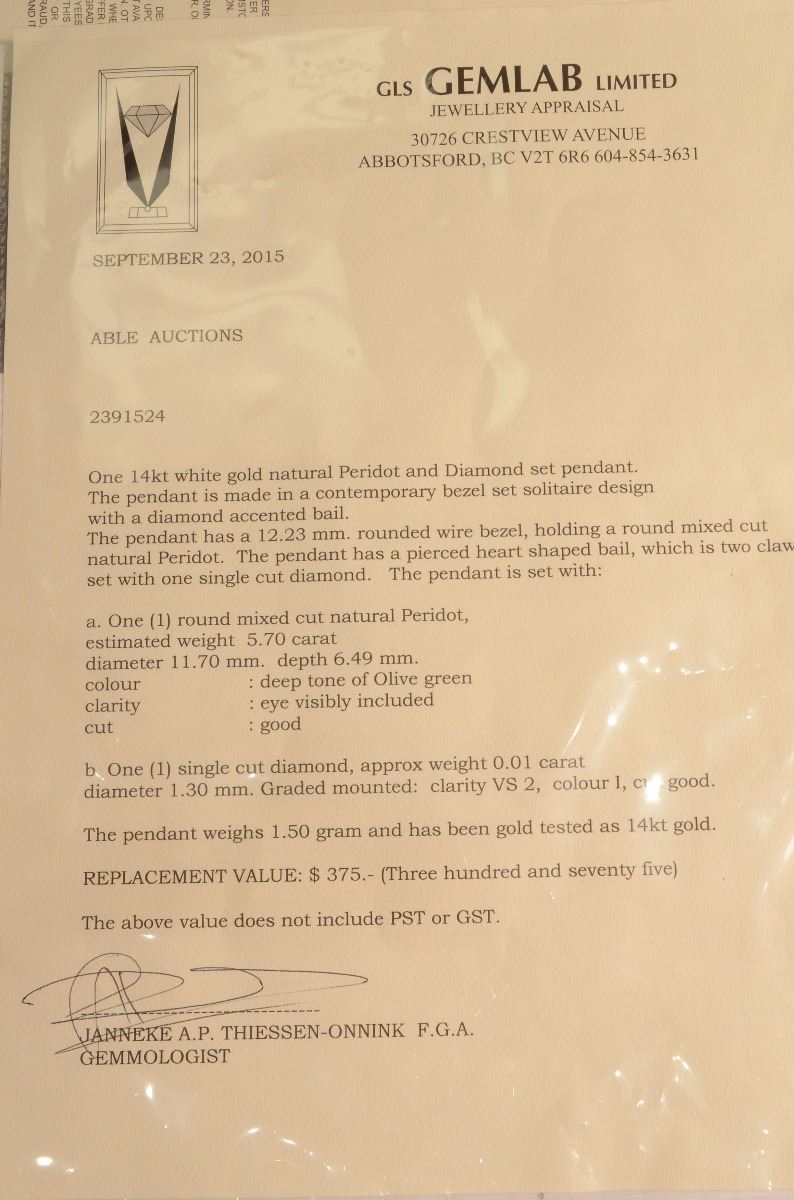 GLS GEMLAB LIMITED
JEWELLERY APPRAISAL
30726 CRESTVIEW AVENUE
ABBOTSFORD, BC V2T 6R6 604-854-3631
SEPTEMBER 23, 2015
ABLE AUCTIONS
2391524
One 14kt white gold natural Peridot and Diamond set pendant.
The pendant is made in a contemporary bezel set solitaire design
with a diamond accented bail.
The pendant has a 12.23 mm. rounded wire bezel, holding a round mixed cut
natural Peridot. The pendant has a pierced heart shaped bail, which is two claw
set with one single cut diamond. The pendant is set with:
a. One (1) round mixed cut natural Peridot,
estimated weight 5.70 carat
diameter 11.70 mm. depth 6.49 mm.
colour : deep tone of Olive green
clarity : eye visibly included
cut : good
b. One (1) single cut diamond, approx weight 0.01 carat
diameter 1.30 mm. Graded mounted: clarity VS 2, colour I, good.
The pendant weighs 1.50 gram and has been gold tested as 14kt gold.
REPLACEMENT VALUE: $ 375.- (Three hundred and seventy five)
The above value does not include PST or GST.
JANNEKE A.P. THIESSEN-ONNINK F.G.A.
GEMMOLOGIST